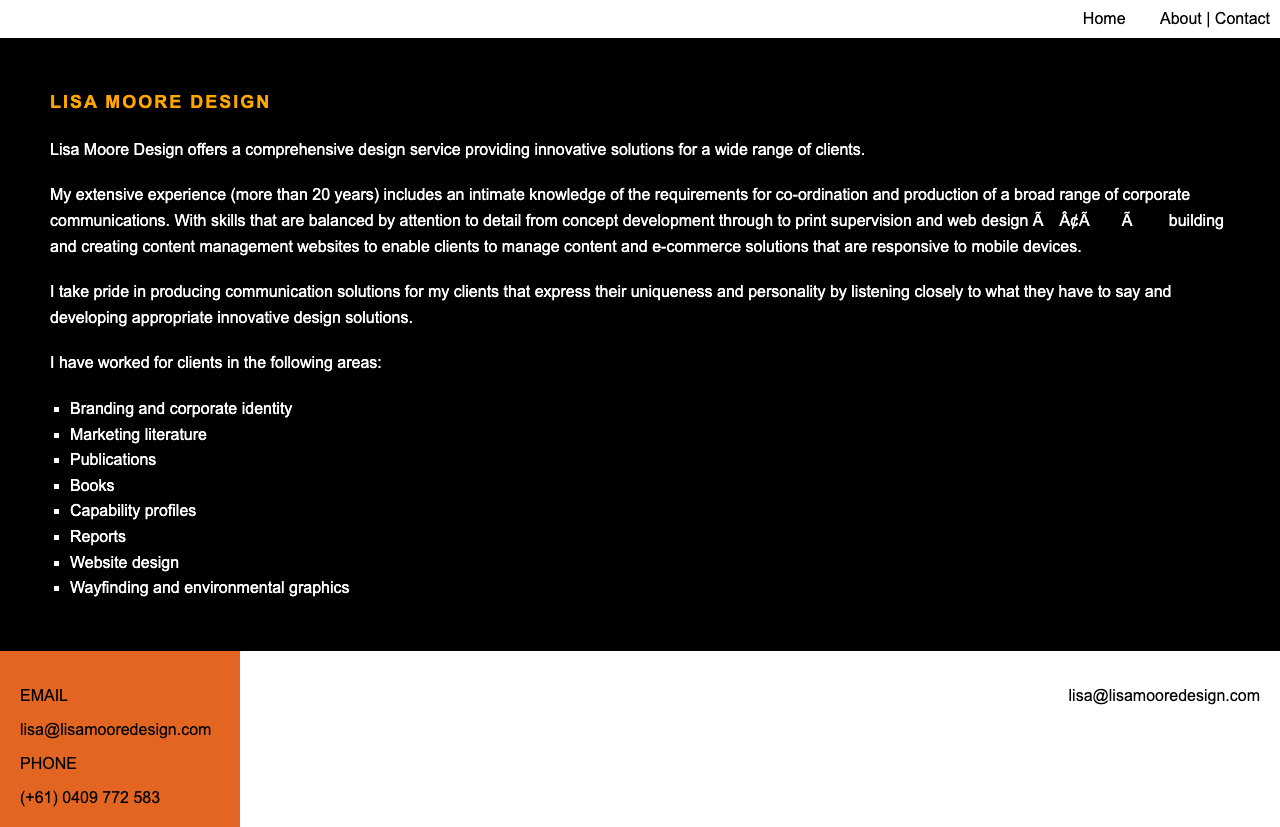 Home About | Contact
LISA MOORE DESIGN
Lisa Moore Design offers a comprehensive design service providing innovative solutions for a wide range of clients.
My extensive experience (more than 20 years) includes an intimate knowledge of the requirements for co-ordination and production of a broad range of corporate
communications. With skills that are balanced by attention to detail from concept development through to print supervision and web design Ã Â¢Ã Ã building
and creating content management websites to enable clients to manage content and e-commerce solutions that are responsive to mobile devices.
I take pride in producing communication solutions for my clients that express their uniqueness and personality by listening closely to what they have to say and
developing appropriate innovative design solutions.
I have worked for clients in the following areas:
Branding and corporate identity
Marketing literature
Publications
Books
Capability profiles
Reports
Website design
Wayfinding and environmental graphics
EMAIL
lisa@lisamooredesign.com
PHONE
(+61) 0409 772 583
lisa@lisamooredesign.com